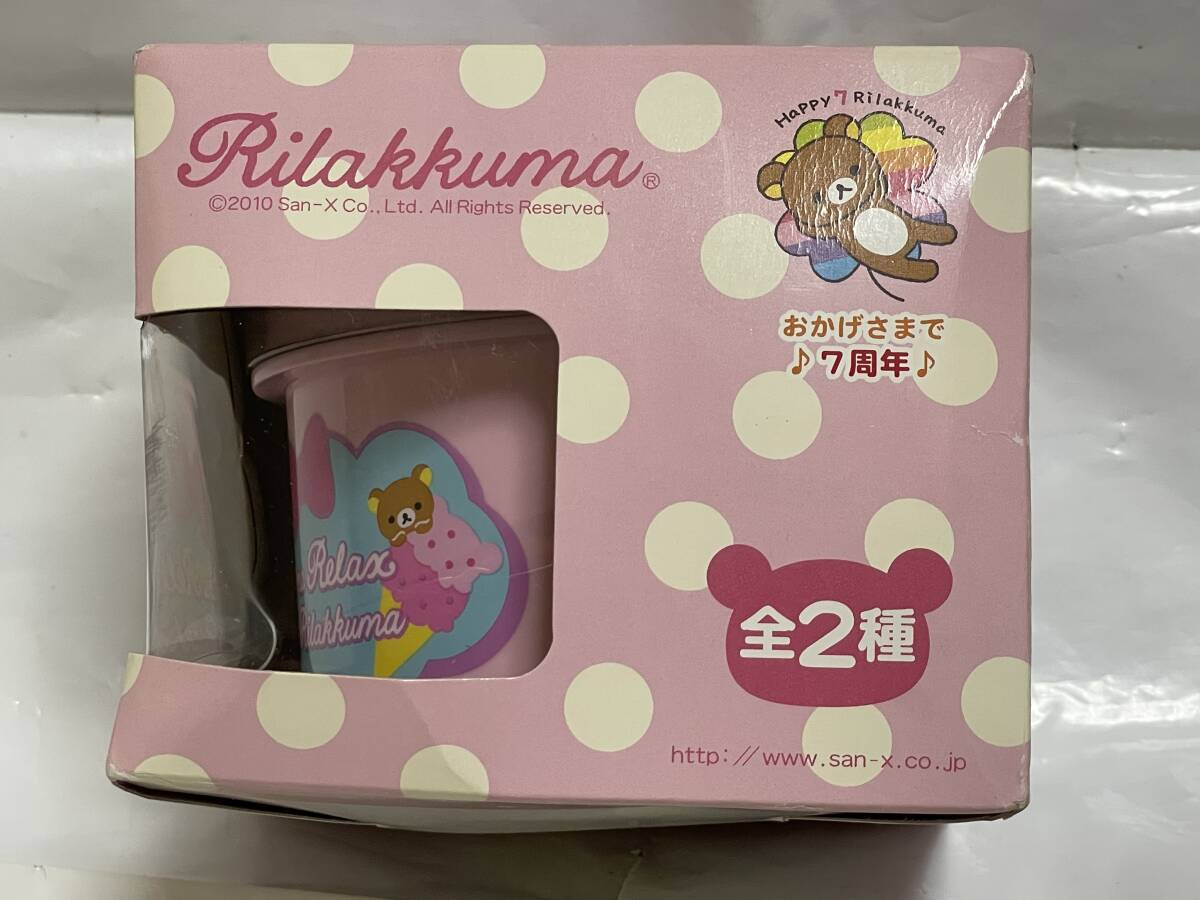 Rilakkuma®
©2010 San-X Co., Ltd. All Rights Reserved.
Happy 7 Rilakkuma
おかげさまで
♪7周年♪
Relax
Rilakkuma
全2種
http://www.san-x.co.jp